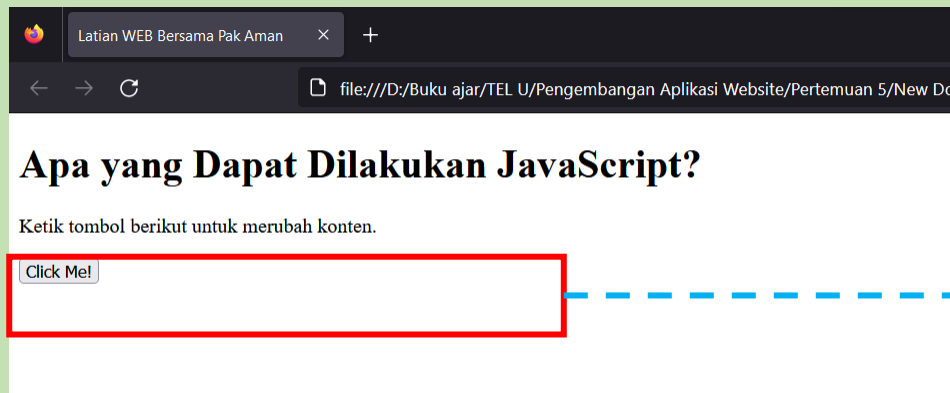 Latian WEB Bersama Pak Aman
file:///D:/Buku ajar/TEL U/Pengembangan Aplikasi Website/Pertemuan 5/New Do
Apa yang Dapat Dilakukan JavaScript?
Ketik tombol berikut untuk merubah konten.
Click Me!